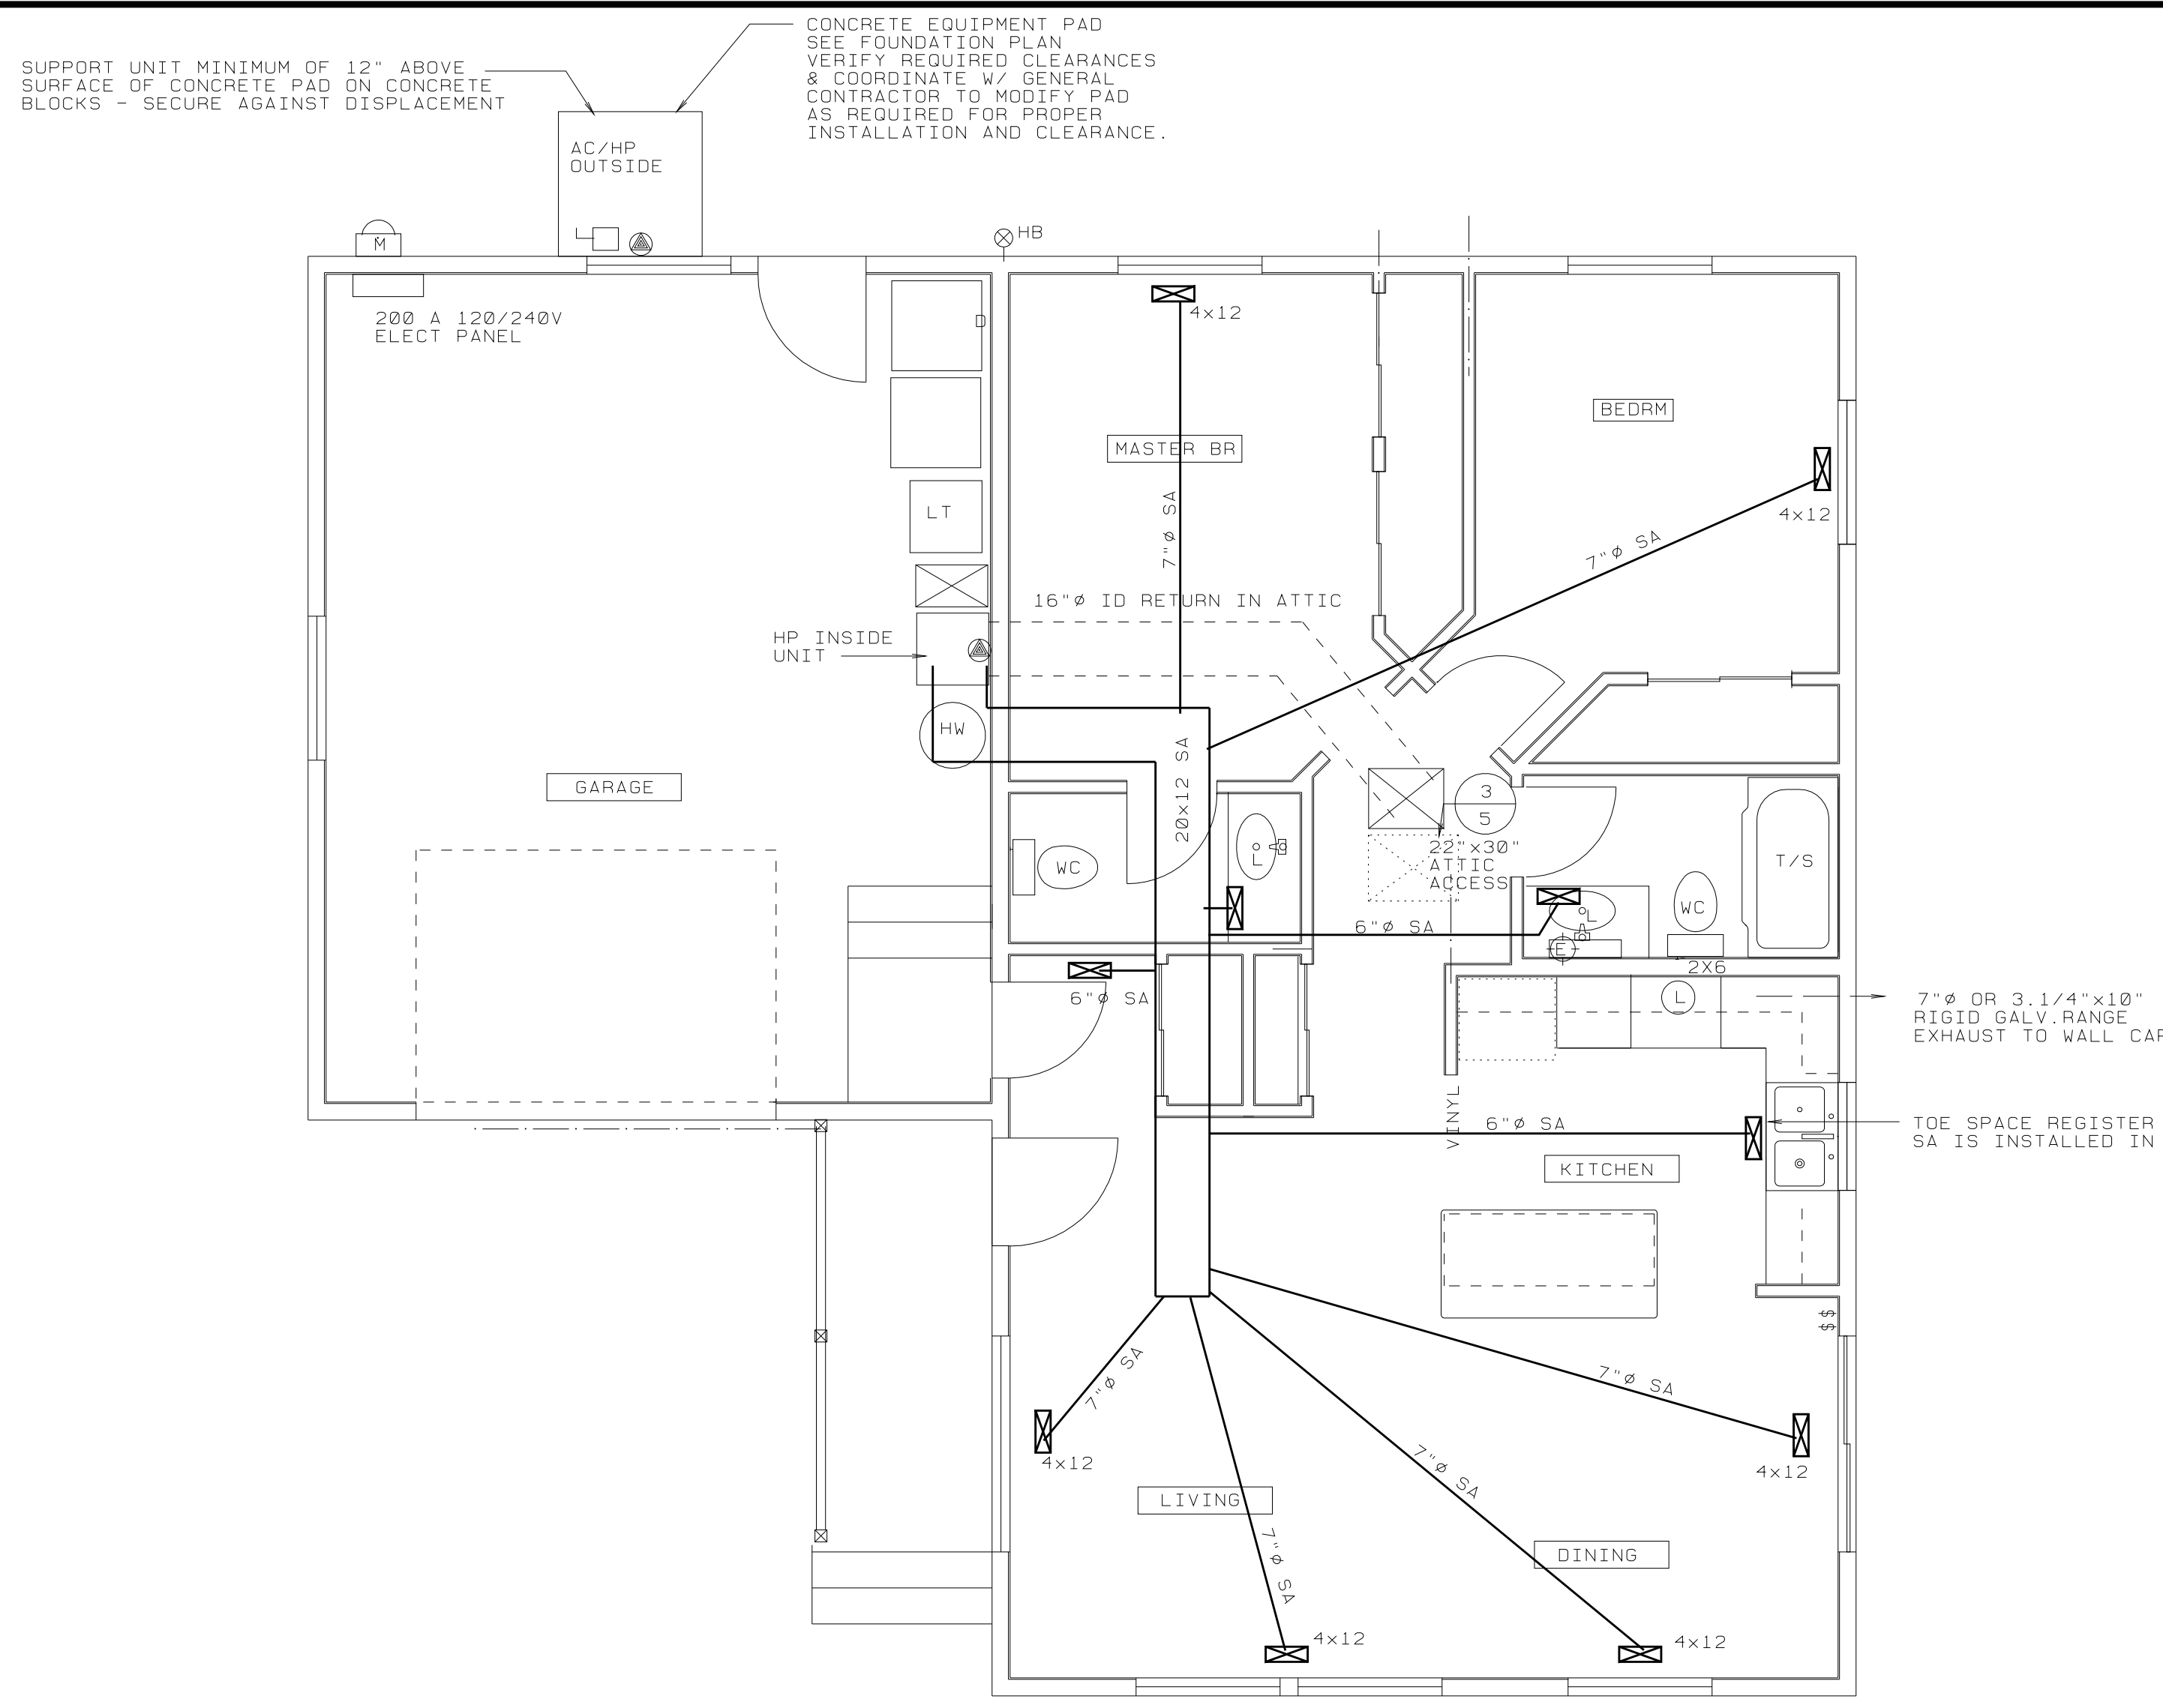 CONCRETE EQUIPMENT PAD
SEE FOUNDATION PLAN
VERIFY REQUIRED CLEARANCES
& COORDINATE W/ GENERAL
CONTRACTOR TO MODIFY PAD
AS REQUIRED FOR PROPER
INSTALLATION AND CLEARANCE.
SUPPORT UNIT MINIMUM OF 12" ABOVE
SURFACE OF CONCRETE PAD ON CONCRETE
BLOCKS - SECURE AGAINST DISPLACEMENT
AC/HP
OUTSIDE
M
HB
200 A 120/240V
ELECT PANEL
D
4x12
BEDRM
MASTER BR
LT
7"ø SA
4x12
7"ø SA
16"ø ID RETURN IN ATTIC
HP INSIDE
UNIT
HW
GARAGE
20x12 SA
3
5
22"x30"
ATTIC
ACCESS
WC
L
T/S
WC
L
6"ø SA
E
2X6
6"ø SA
L
7"ø OR 3.1/4"x10"
RIGID GALV.RANGE
EXHAUST TO WALL CAP
VINYL
6"ø SA
TOE SPACE REGISTER
SA IS INSTALLED IN
KITCHEN
$$
7"ø SA
7"ø SA
7"ø SA
4x12
4x12
LIVING
7"ø SA
DINING
4x12
4x12